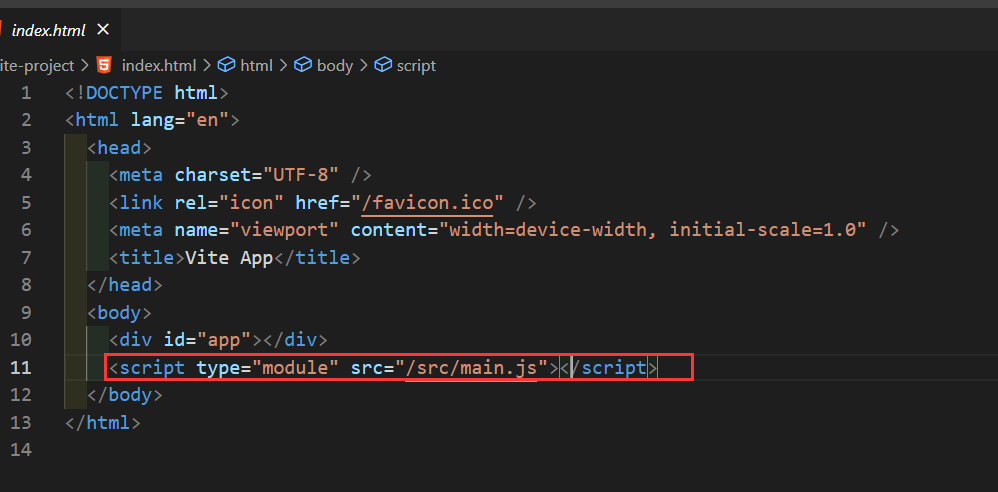 index.html
ite-project > index.html > html > body > script
1 <!DOCTYPE html>
2 <html lang="en">
3 <head>
4 <meta charset="UTF-8" />
5 <link rel="icon" href="/favicon.ico" />
6 <meta name="viewport" content="width=device-width, initial-scale=1.0" />
7 <title>Vite App</title>
8 </head>
9 <body>
10 <div id="app"></div>
11 <script type="module" src="/src/main.js"></script>
12 </body>
13 </html>
14